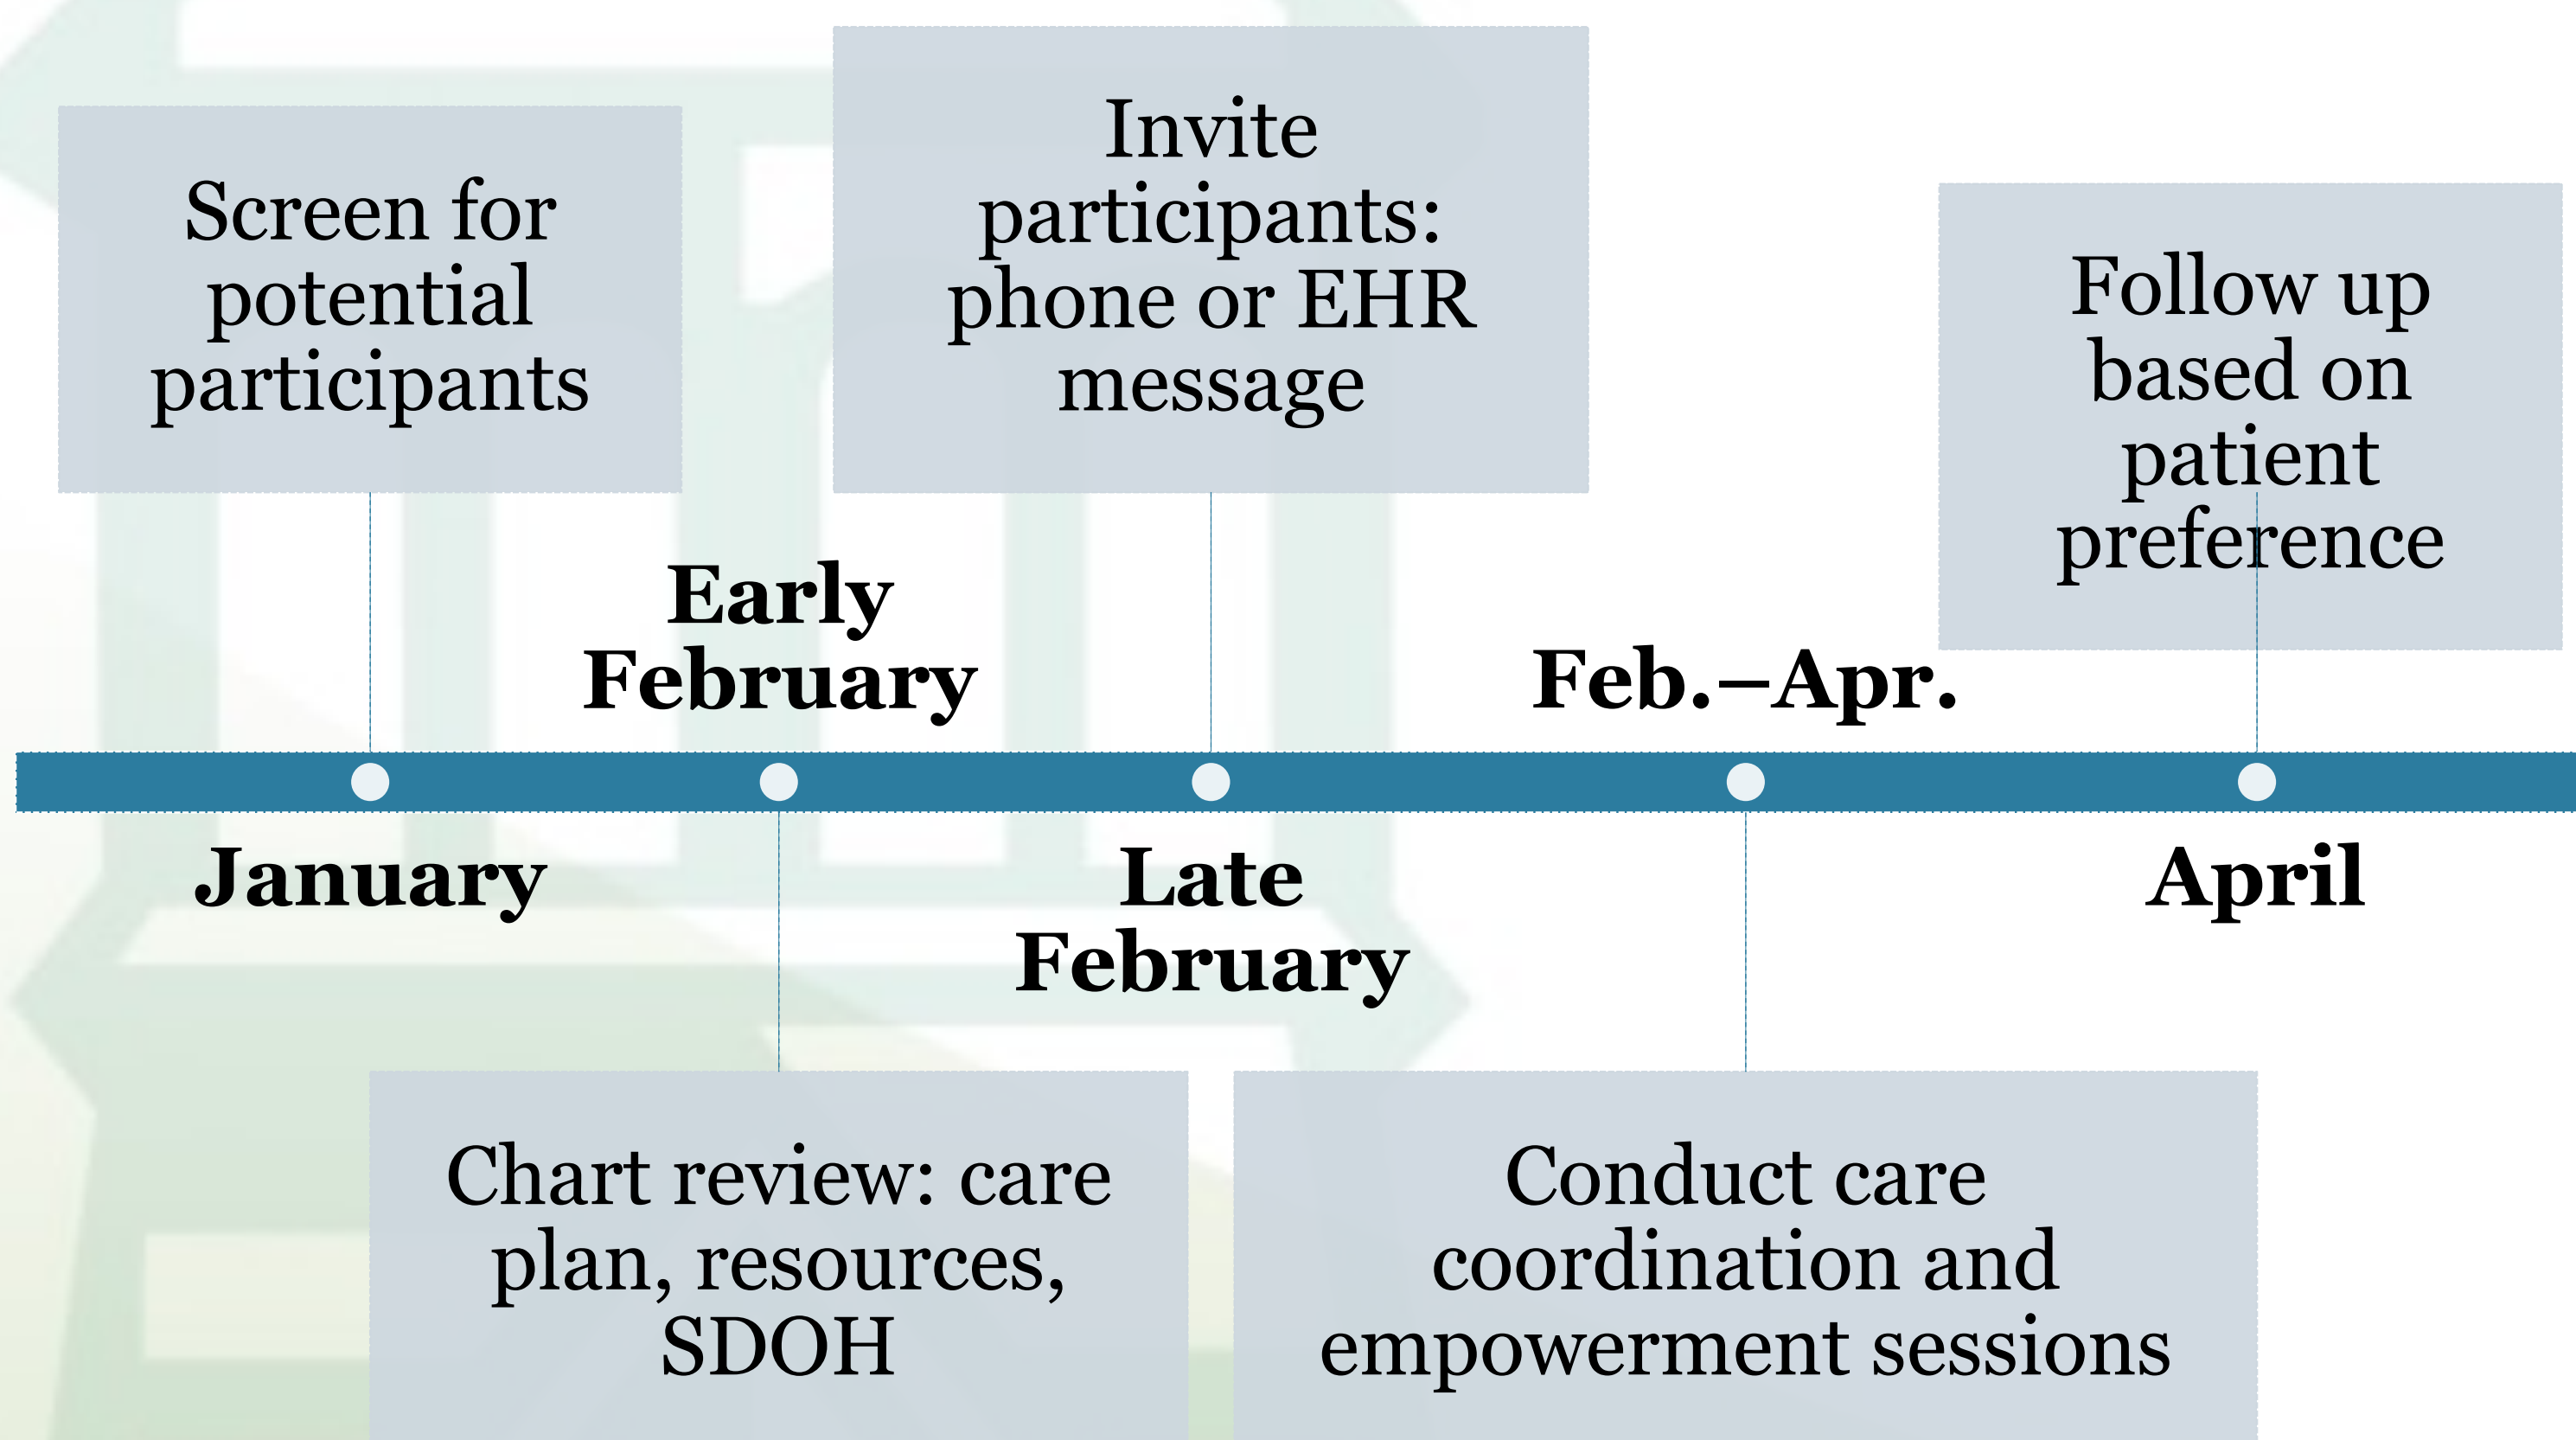 Screen for
potential
participants
January
Early
February
Chart review: care
plan, resources,
SDOH
Invite
participants:
phone or EHR
message
Late
February
Feb.–Apr.
Conduct care
coordination and
empowerment sessions
Follow up
based on
patient
preference
April